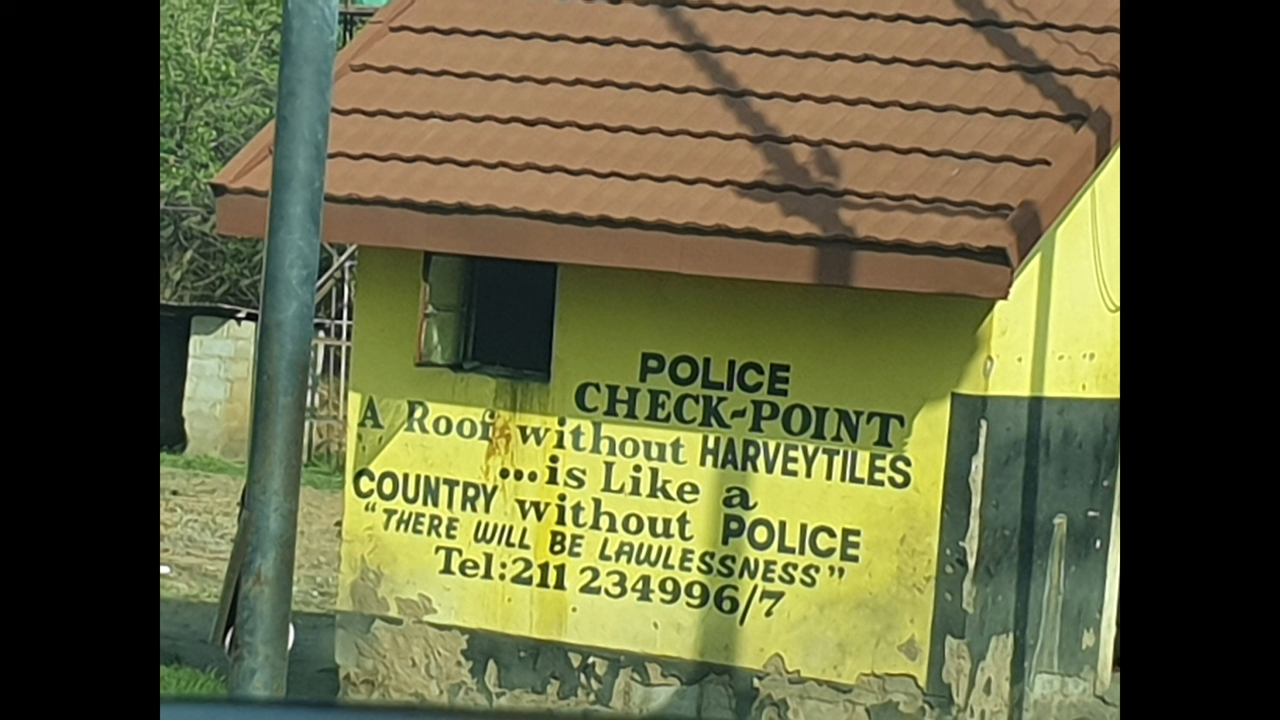 POLICE
CHECK-POINT
A Roof without HARVEYTILES
...is Like a
COUNTRY without POLICE
"THERE WILL BE LAWLESSNESS"
Tel:211 234996/7